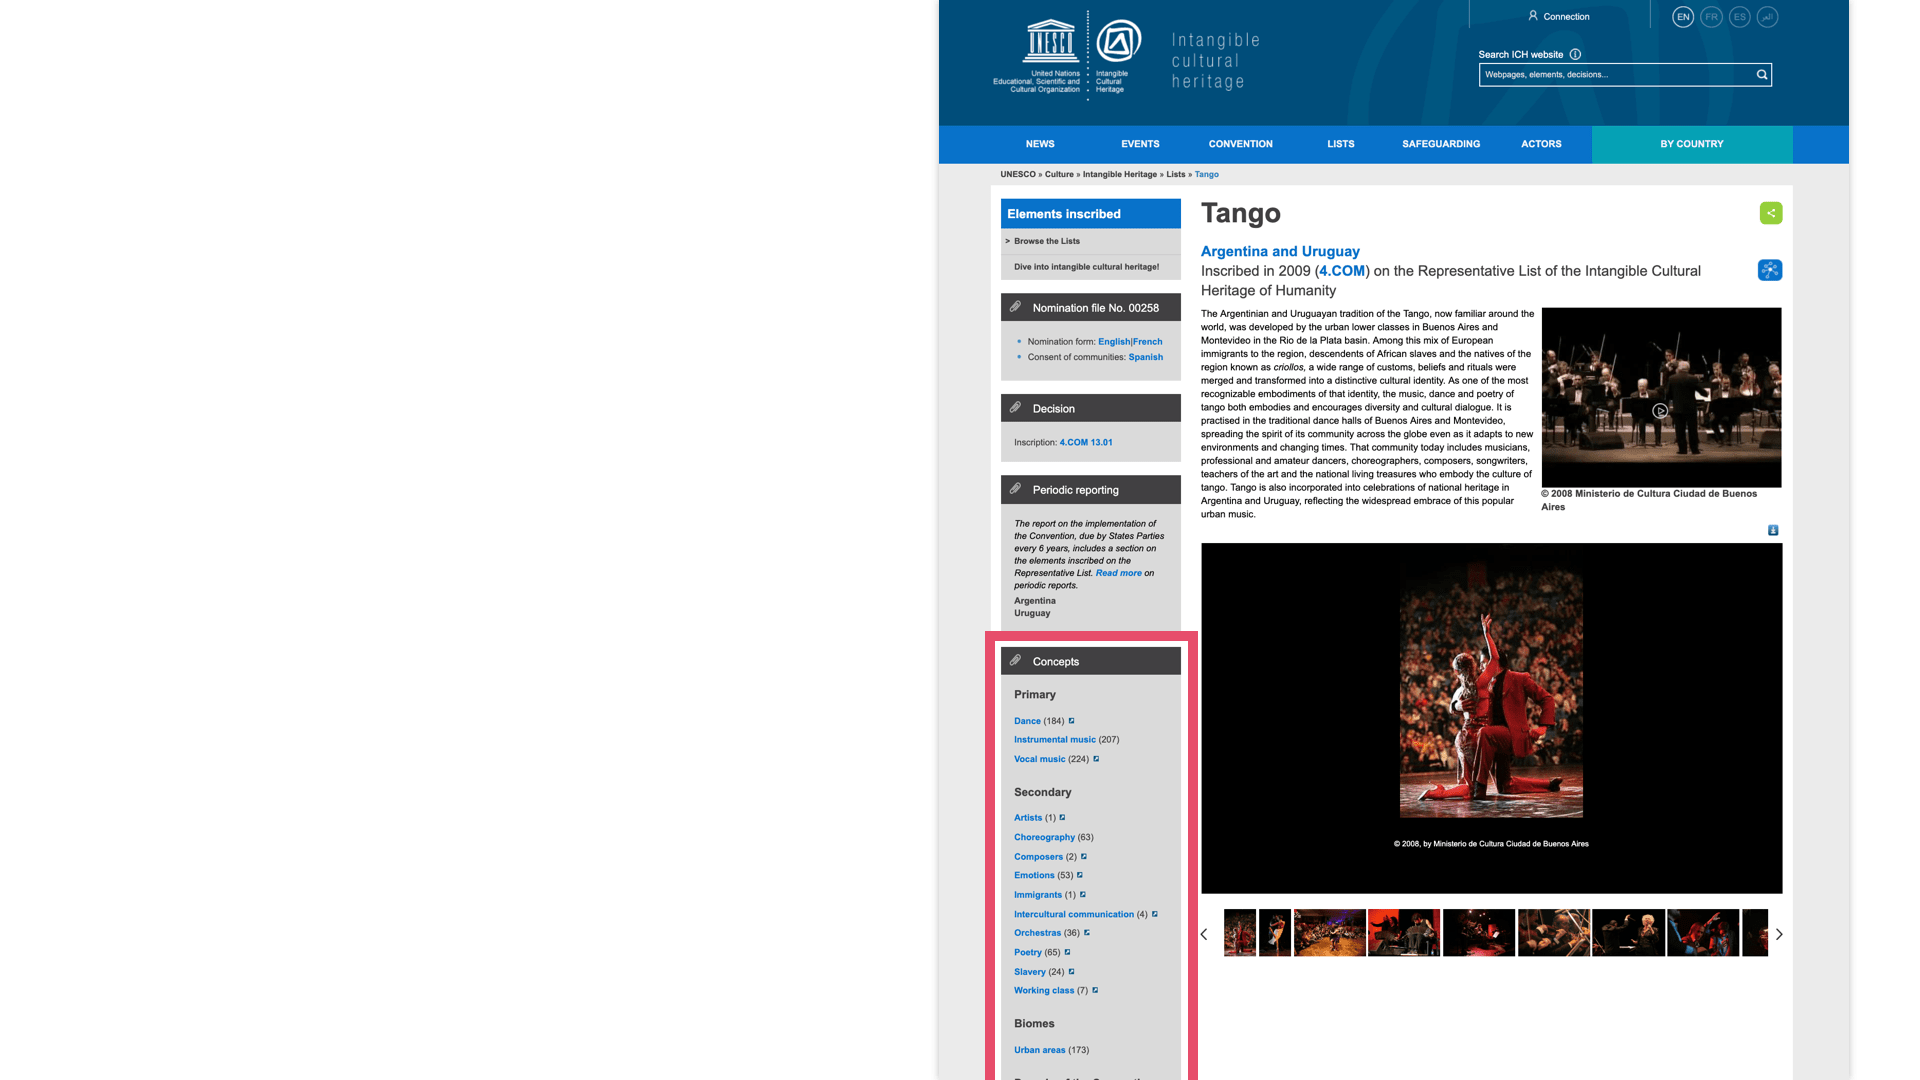 UNESCO
United Nations
Educational, Scientific and
Cultural Organization
Intangible
Cultural
Heritage
Intangible
cultural
heritage
Connection
EN
FR
ES
العر
Search ICH website
Webpages, elements, decisions...
NEWS
EVENTS
CONVENTION
LISTS
SAFEGUARDING
ACTORS
BY COUNTRY
UNESCO » Culture » Intangible Heritage » Lists » Tango
Elements inscribed
> Browse the Lists
Dive into intangible cultural heritage!
Nomination file No. 00258
Nomination form: English|French
Consent of communities: Spanish
Decision
Inscription: 4.COM 13.01
Periodic reporting
The report on the implementation of
the Convention, due by States Parties
every 6 years, includes a section on
the elements inscribed on the
Representative List. Read more on
periodic reports.
Argentina
Uruguay
Concepts
Primary
Dance (184)
Instrumental music (207)
Vocal music (224)
Secondary
Artists (1)
Choreography (63)
Composers (2)
Emotions (53)
Immigrants (1)
Intercultural communication (4)
Orchestras (36)
Poetry (65)
Slavery (24)
Working class (7)
Biomes
Urban areas (173)
Tango
Argentina and Uruguay
Inscribed in 2009 (4.COM) on the Representative List of the Intangible Cultural
Heritage of Humanity
The Argentinian and Uruguayan tradition of the Tango, now familiar around the
world, was developed by the urban lower classes in Buenos Aires and
Montevideo in the Rio de la Plata basin. Among this mix of European
immigrants to the region, descendents of African slaves and the natives of the
region known as criollos, a wide range of customs, beliefs and rituals were
merged and transformed into a distinctive cultural identity. As one of the most
recognizable embodiments of that identity, the music, dance and poetry of
tango both embodies and encourages diversity and cultural dialogue. It is
practised in the traditional dance halls of Buenos Aires and Montevideo,
spreading the spirit of its community across the globe even as it adapts to new
environments and changing times. That community today includes musicians,
professional and amateur dancers, choreographers, composers, songwriters,
teachers of the art and the national living treasures who embody the culture of
tango. Tango is also incorporated into celebrations of national heritage in
Argentina and Uruguay, reflecting the widespread embrace of this popular
urban music.
© 2008 Ministerio de Cultura Ciudad de Buenos
Aires
© 2008, by Ministerio de Cultura Ciudad de Buenos Aires